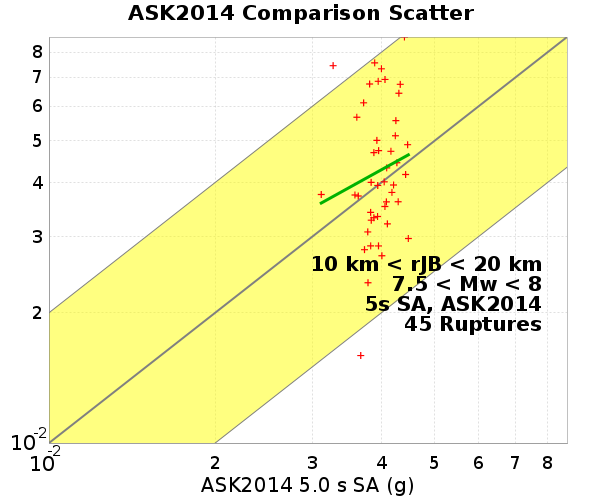 ASK2014 Comparison Scatter
8
7
6
5
4
3
2
10-2
10 km < rJB < 20 km
7.5 < Mw < 8
5s SA, ASK2014
45 Ruptures
10-2 2 3 4 5 6 7 8
ASK2014 5.0 s SA (g)